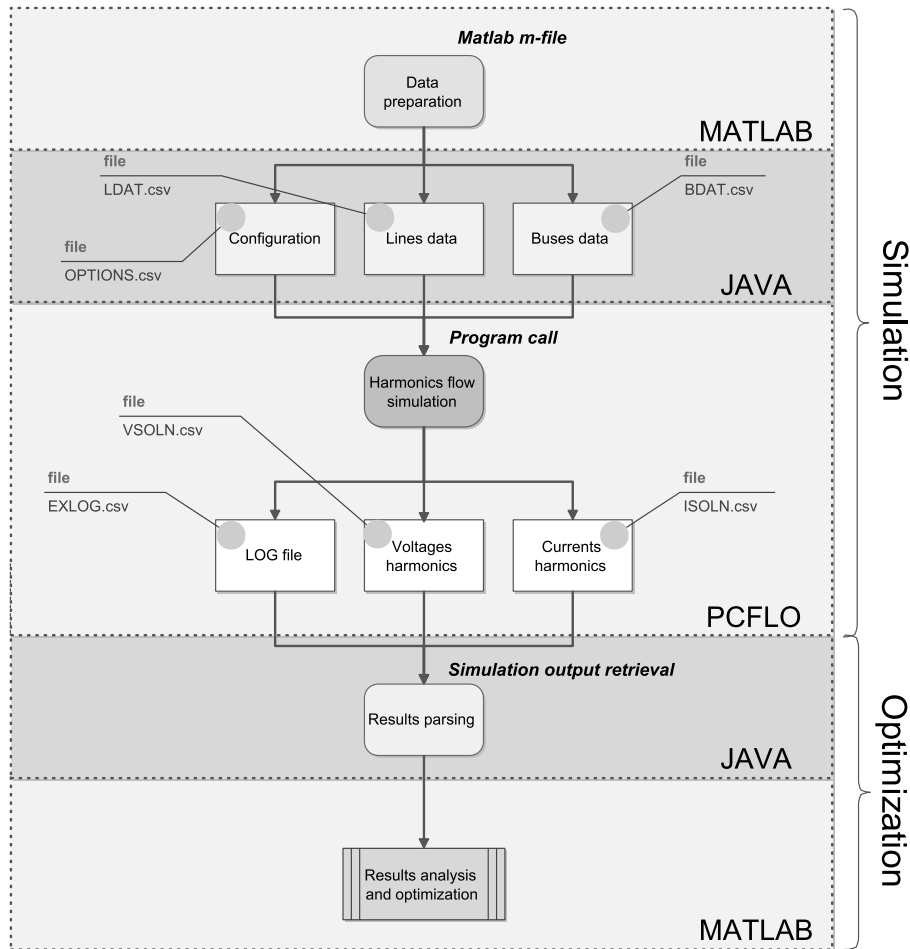 Matlab m-file
Data
preparation
MATLAB
file
LDAT.csv
file
BDAT.csv
Configuration
Lines data
Buses data
file
OPTIONS.csv
JAVA
Program call
Harmonics flow
simulation
file
VSOLN.csv
file
EXLOG.csv
file
ISOLN.csv
LOG file
Voltages
harmonics
Currents
harmonics
PCFLO
Simulation
Simulation output retrieval
Results parsing
JAVA
Results analysis
and optimization
MATLAB
Optimization